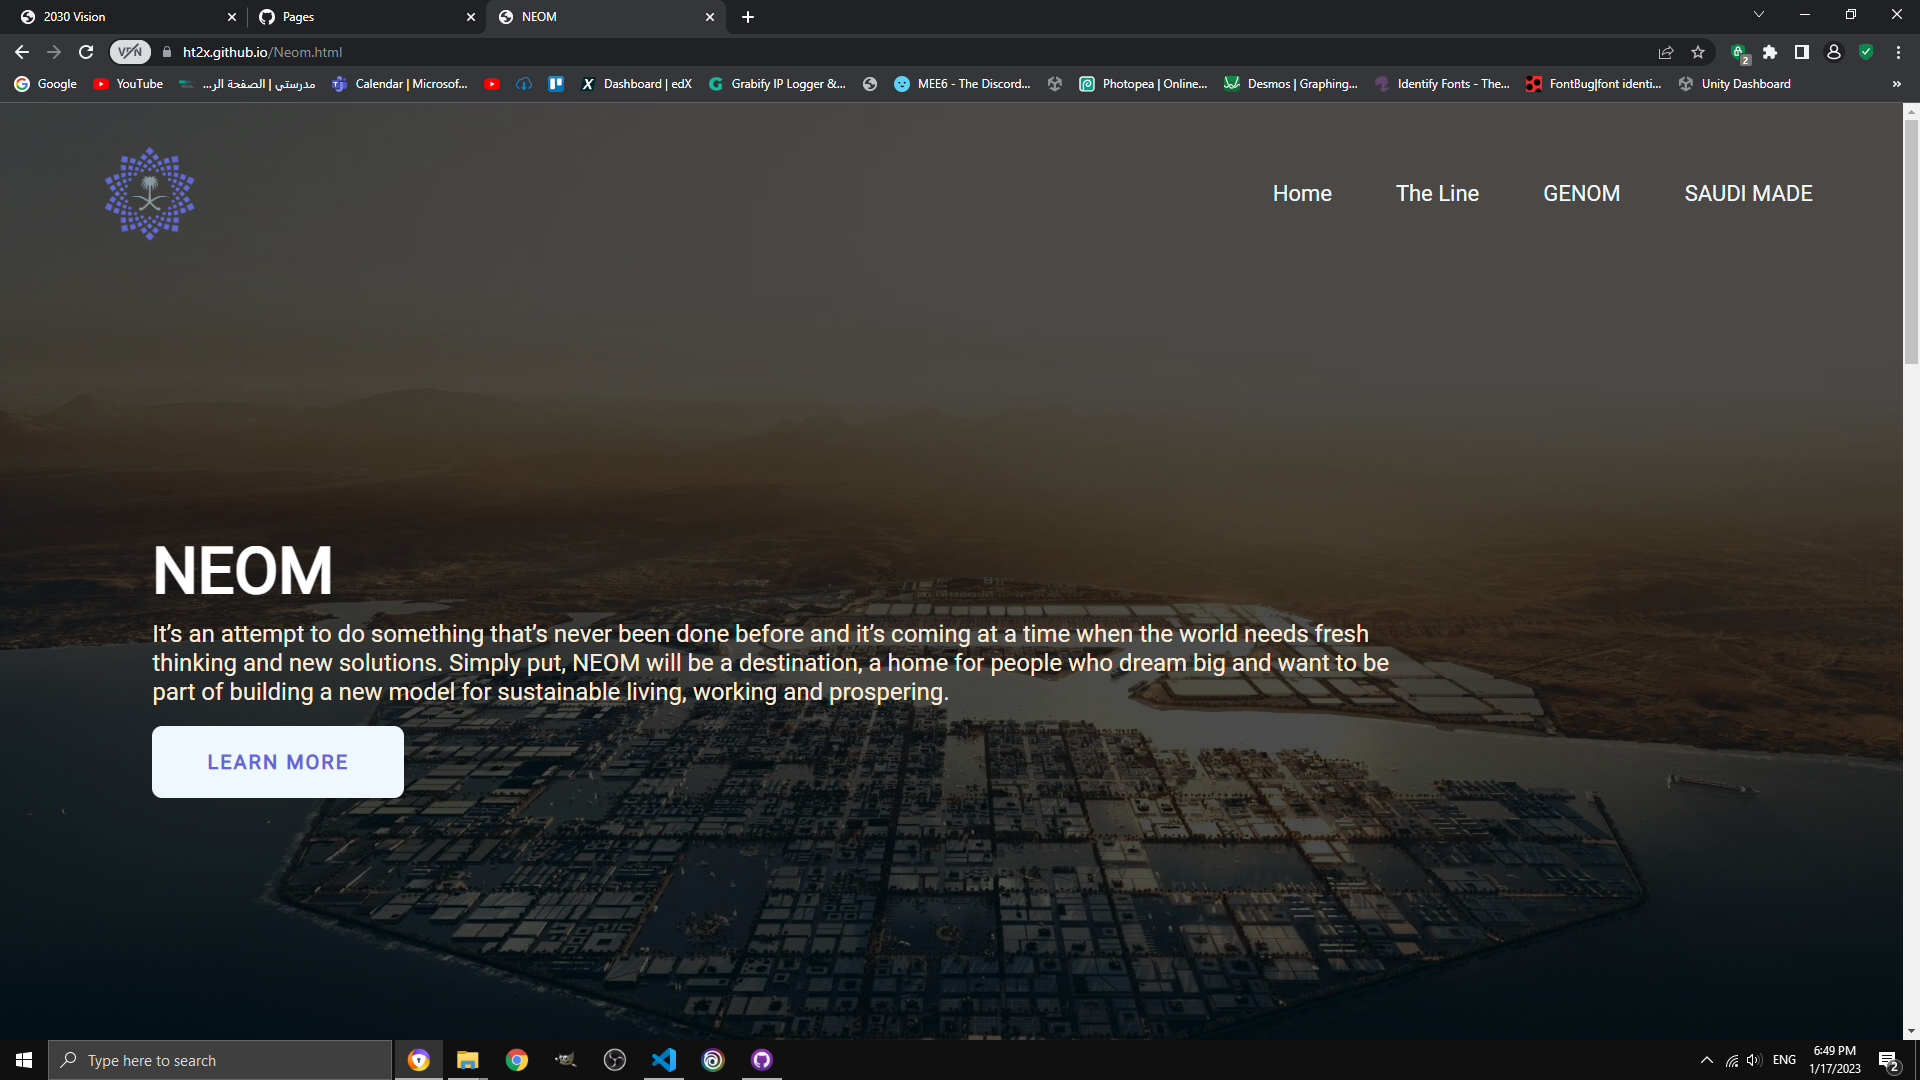 2030 Vision
Pages
NEOM
VPN
ht2x.github.io/Neom.html
2
Google
YouTube
مدرستي | الصفحة الر...
Calendar | Microsof...
Dashboard | edX
Grabify IP Logger &...
MEE6 - The Discord...
Photopea | Online...
Desmos | Graphing...
Identify Fonts - The...
FontBug|font identi...
Unity Dashboard
»
Home
The Line
GENOM
SAUDI MADE
NEOM
It’s an attempt to do something that’s never been done before and it’s coming at a time when the world needs fresh
thinking and new solutions. Simply put, NEOM will be a destination, a home for people who dream big and want to be
part of building a new model for sustainable living, working and prospering.
LEARN MORE
Type here to search
ENG
6:49 PM
1/17/2023
2